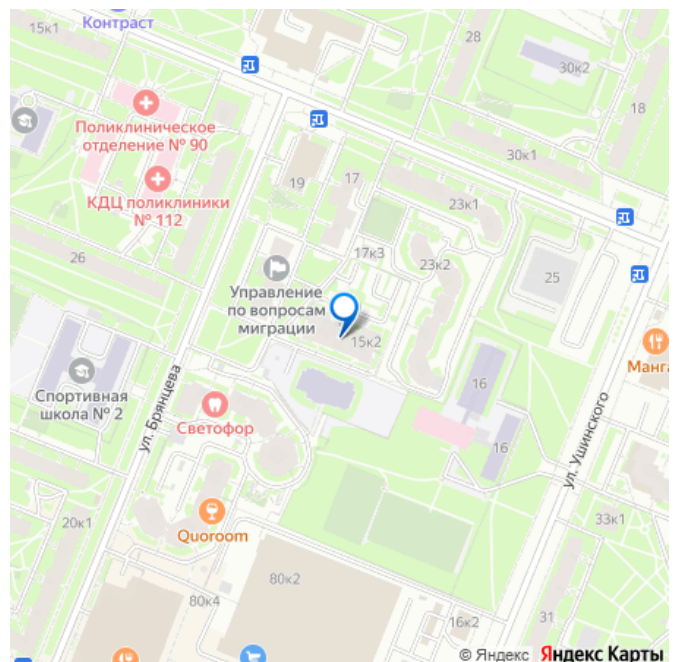 15к1
Контраст
28
30к2
18
Поликлиническое
отделение № 90
30к1
КДЦ поликлиники
№ 112
19
17
23к1
17к3
26
23к2
25
Управление
по вопросам
миграции
15к2
Манга
Спортивная
школа № 2
ул. Брянцева
Светофор
16
16
ул. Ушинского
20к1
Quoroom
33к1
80к2
80к4
16к2
31
© Яндекс Яндекс Карты